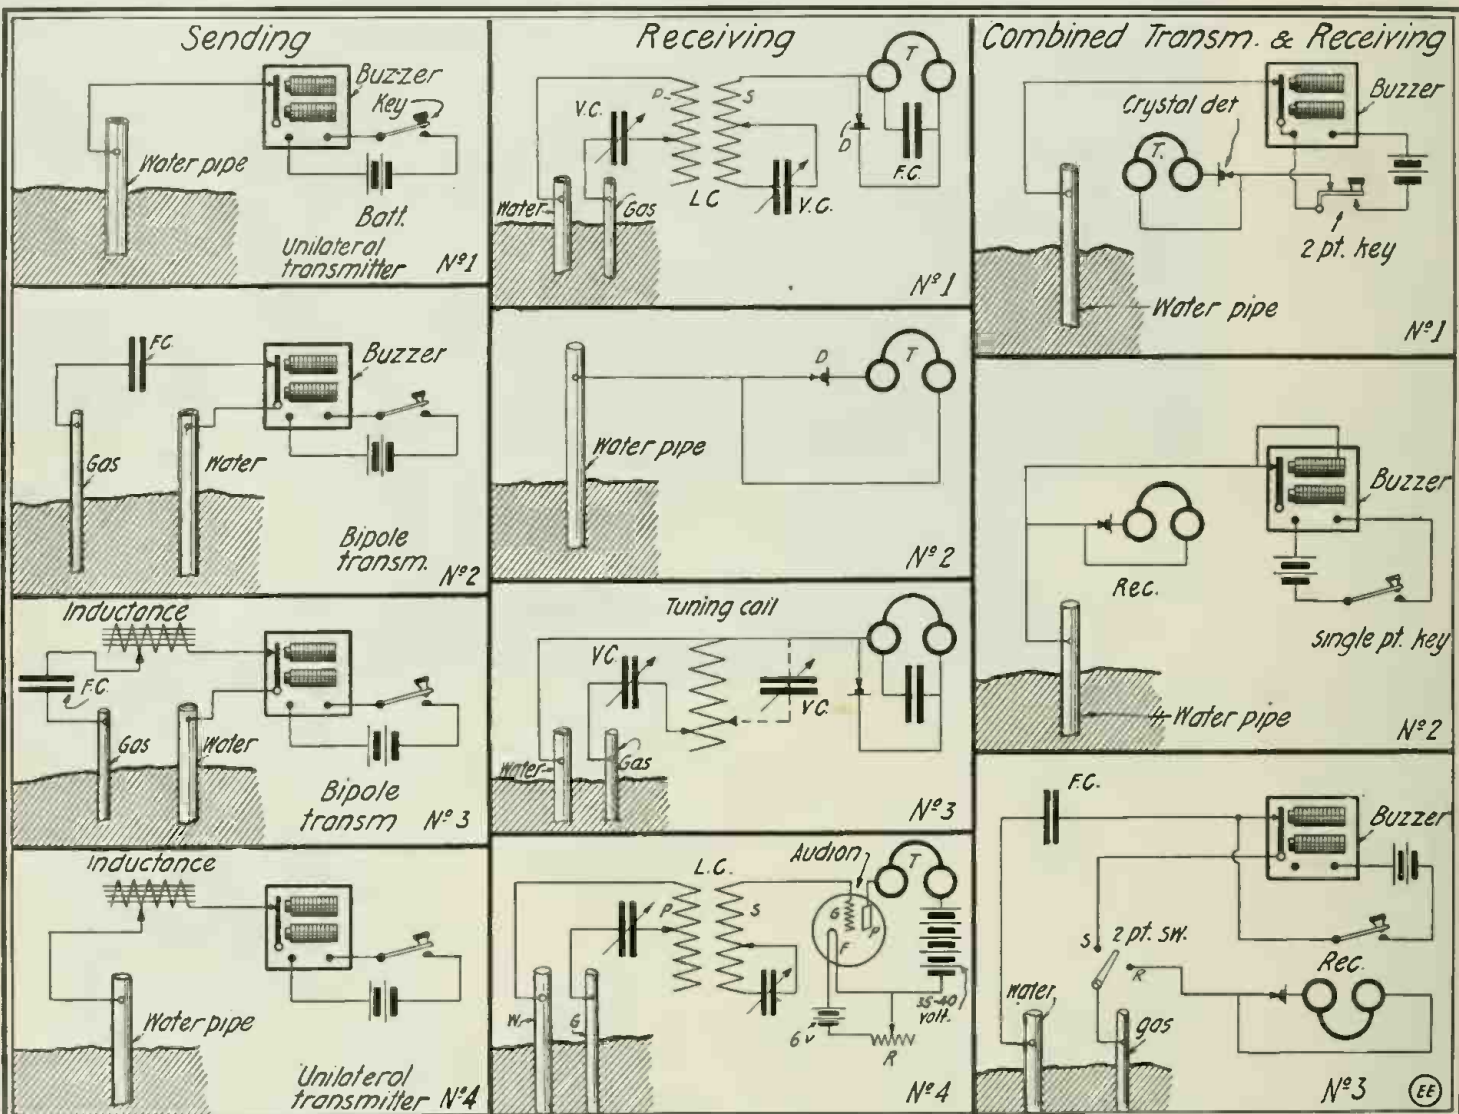 Sending
Buzzer
Key
Water pipe
Batt.
Unilateral
transmitter
Nº1
F.C.
Buzzer
Gas
Water
Bipole
transm.
Nº2
Inductance
F.C.
Gas
Water
Bipole
transm
Nº3
Inductance
Water pipe
Unilateral
transmitter
Nº4
Receiving
V.C.
P
S
T
D
F.C.
L.C
V.C.
Water
Gas
Nº1
D
T
Water pipe
Nº2
Tuning coil
V.C.
V.C.
Water
Gas
Nº3
Audion
L.C.
T
P
S
G
P
F
W.
G
6v
R
35-40
volt.
Nº4
Combined Transm. & Receiving
Buzzer
Crystal det
T.
2 pt. key
Water pipe
Nº1
Buzzer
Rec.
single pt. key
Water pipe
Nº2
F.C.
Buzzer
S
2 pt. sw.
R
Rec.
Water
gas
Nº3
EE